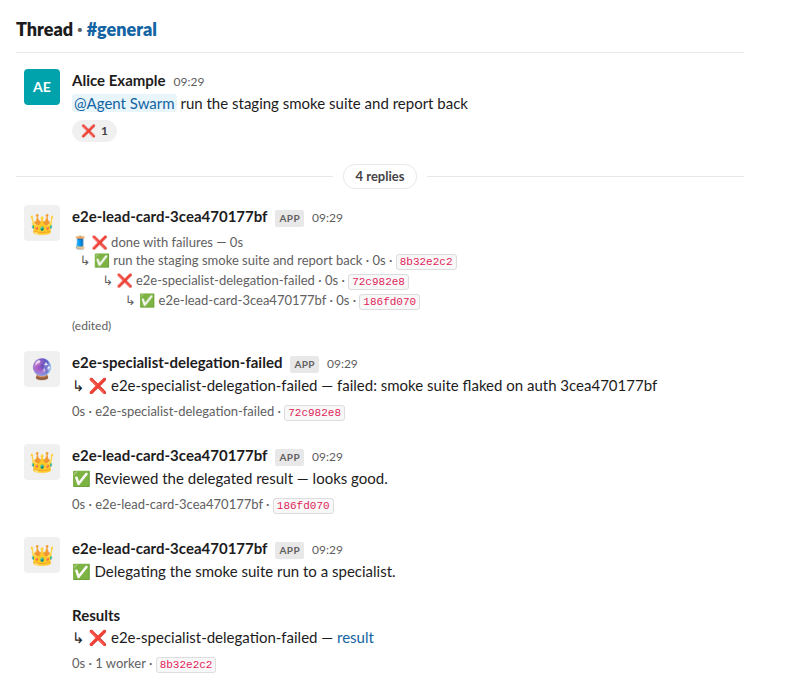 Thread • #general
AE
Alice Example 09:29
@Agent Swarm run the staging smoke suite and report back
❌ 1
4 replies
e2e-lead-card-3cea470177bf APP 09:29
🧵 ❌ done with failures — 0s
↳ ✅ run the staging smoke suite and report back · 0s · 8b32e2c2
↳ ❌ e2e-specialist-delegation-failed · 0s · 72c982e8
↳ ✅ e2e-lead-card-3cea470177bf · 0s · 186fd070
(edited)
e2e-specialist-delegation-failed APP 09:29
↳ ❌ e2e-specialist-delegation-failed — failed: smoke suite flaked on auth 3cea470177bf
0s · e2e-specialist-delegation-failed · 72c982e8
e2e-lead-card-3cea470177bf APP 09:29
✅ Reviewed the delegated result — looks good.
0s · e2e-lead-card-3cea470177bf · 186fd070
e2e-lead-card-3cea470177bf APP 09:29
✅ Delegating the smoke suite run to a specialist.
Results
↳ ❌ e2e-specialist-delegation-failed — result
0s · 1 worker · 8b32e2c2